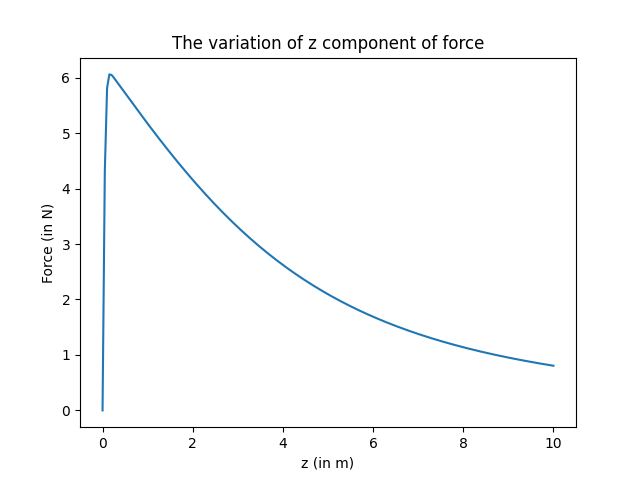 The variation of z component of force
Force (in N)
6
5
4
3
2
1
0
0 2 4 6 8 10
z (in m)